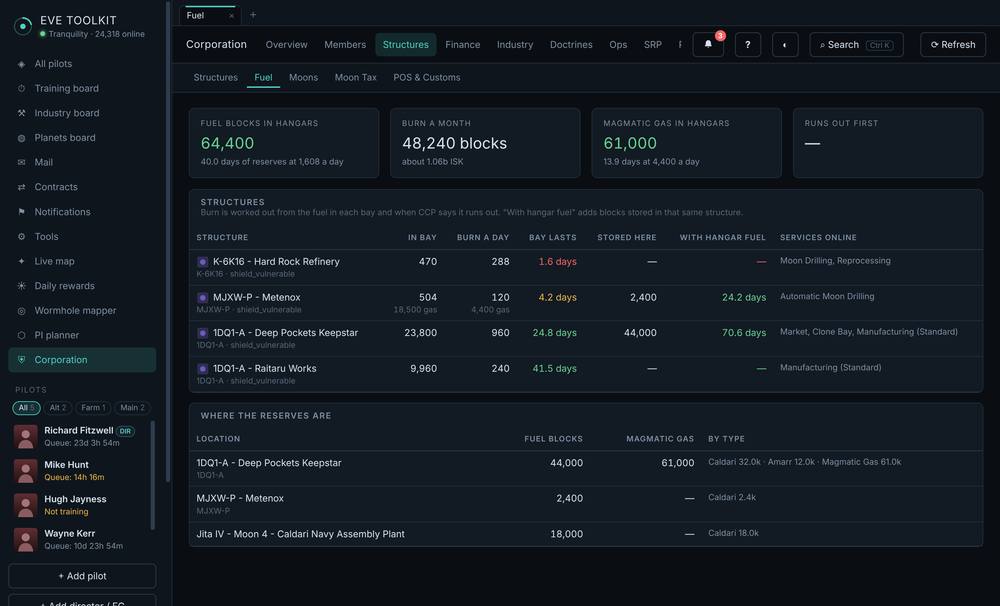 EVE TOOLKIT
Tranquility · 24,318 online
All pilots
Training board
Industry board
Planets board
Mail
Contracts
Notifications
Tools
Live map
Daily rewards
Wormhole mapper
PI planner
Corporation
PILOTS
All 5 Alt 2 Farm 1 Main 2
Richard Fitzwell DIR
Queue: 23d 3h 54m
Mike Hunt
Queue: 14h 16m
Hugh Jayness
Not training
Wayne Kerr
Queue: 10d 23h 54m
+ Add pilot
+ Add director / FC
Fuel × +
Corporation Overview Members Structures Finance Industry Doctrines Ops SRP 3 ? Search Ctrl K Refresh
Structures Fuel Moons Moon Tax POS & Customs
FUEL BLOCKS IN HANGARS
64,400
40.0 days of reserves at 1,608 a day
BURN A MONTH
48,240 blocks
about 1.06b ISK
MAGMATIC GAS IN HANGARS
61,000
13.9 days at 4,400 a day
RUNS OUT FIRST
—
STRUCTURES
Burn is worked out from the fuel in each bay and when CCP says it runs out. "With hangar fuel" adds blocks stored in that same structure.
STRUCTURE IN BAY BURN A DAY BAY LASTS STORED HERE WITH HANGAR FUEL SERVICES ONLINE
K-6K16 - Hard Rock Refinery 470 288 1.6 days — — Moon Drilling, Reprocessing
K-6K16 · shield_vulnerable
MJXW-P - Metenox 504 120 4.2 days 2,400 24.2 days Automatic Moon Drilling
MJXW-P · shield_vulnerable 18,500 gas 4,400 gas
1DQ1-A - Deep Pockets Keepstar 23,800 960 24.8 days 44,000 70.6 days Market, Clone Bay, Manufacturing (Standard)
1DQ1-A · shield_vulnerable
1DQ1-A - Raitaru Works 9,960 240 41.5 days — — Manufacturing (Standard)
1DQ1-A · shield_vulnerable
WHERE THE RESERVES ARE
LOCATION FUEL BLOCKS MAGMATIC GAS BY TYPE
1DQ1-A - Deep Pockets Keepstar 44,000 61,000 Caldari 32.0k · Amarr 12.0k · Magmatic Gas 61.0k
1DQ1-A
MJXW-P - Metenox 2,400 — Caldari 2.4k
MJXW-P
Jita IV - Moon 4 - Caldari Navy Assembly Plant 18,000 — Caldari 18.0k